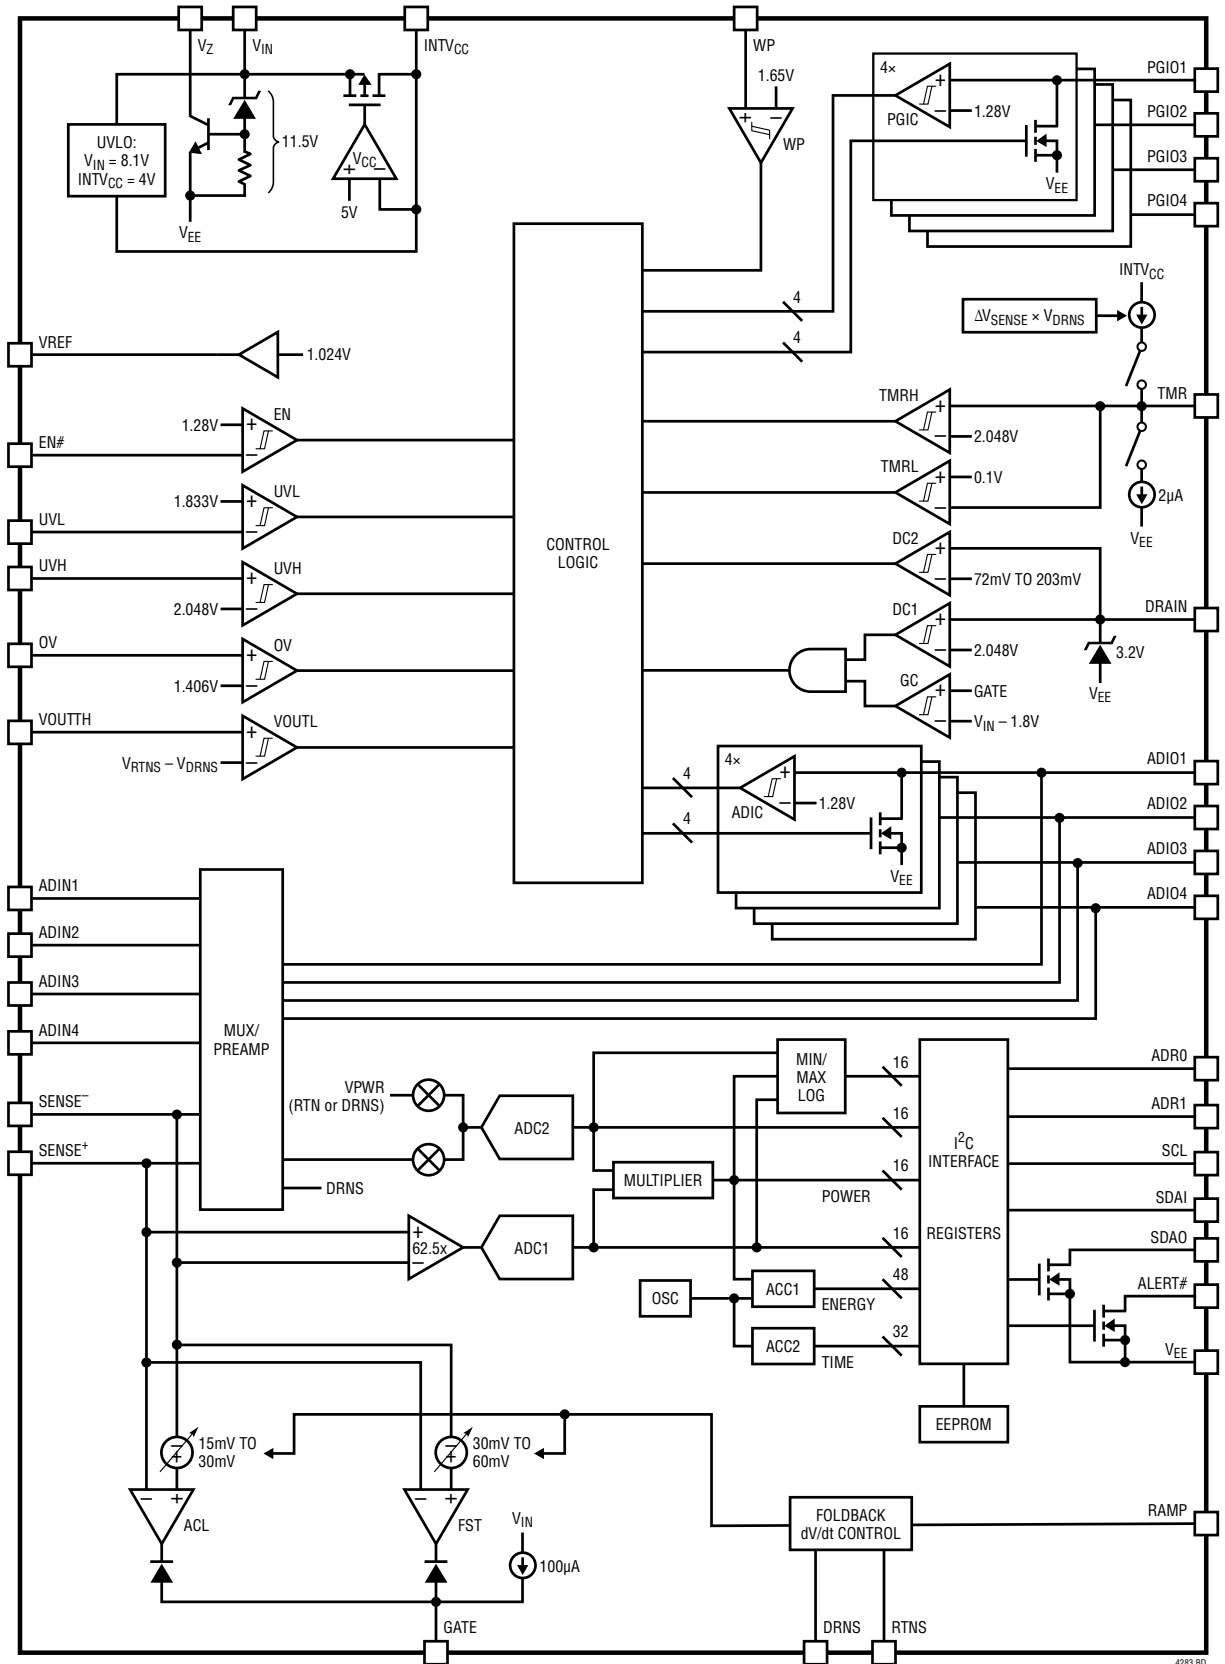 VZ
VIN
INTVCC
WP
1.65V
+
−
WP
4×
+
−
PGIC
1.28V
VEE
PGIO1
PGIO2
PGIO3
PGIO4
UVLO:
VIN = 8.1V
INTVCC = 4V
11.5V
VCC
+
−
5V
VEE
INTVCC
ΔVSENSE × VDRNS
VREF
1.024V
4
4
TMRH
+
−
2.048V
TMR
TMRL
0.1V
+
−
2µA
VEE
EN
1.28V
+
−
EN#
UVL
1.833V
+
−
UVL
UVH
UVH
+
−
2.048V
OV
OV
+
−
1.406V
VOUTTH
VOUTL
+
−
VRTNS – VDRNS
CONTROL
LOGIC
DC2
+
−
72mV TO 203mV
DC1
+
−
2.048V
DRAIN
3.2V
VEE
GC
+
−
GATE
VIN – 1.8V
4
4
4×
+
−
ADIC
1.28V
VEE
ADIO1
ADIO2
ADIO3
ADIO4
ADIN1
ADIN2
ADIN3
ADIN4
SENSE–
SENSE+
MUX/
PREAMP
VPWR
(RTN or DRNS)
DRNS
ADC2
MIN/
MAX
LOG
MULTIPLIER
+
62.5x
−
ADC1
16
16
16
POWER
16
48
ENERGY
32
TIME
OSC
ACC1
ACC2
I2C
INTERFACE
REGISTERS
EEPROM
ADR0
ADR1
SCL
SDAI
SDAO
ALERT#
VEE
−
+
15mV TO
30mV
−
+
30mV TO
60mV
−
+
ACL
−
+
FST
VIN
100µA
GATE
FOLDBACK
dV/dt CONTROL
RAMP
DRNS
RTNS
4283 BD